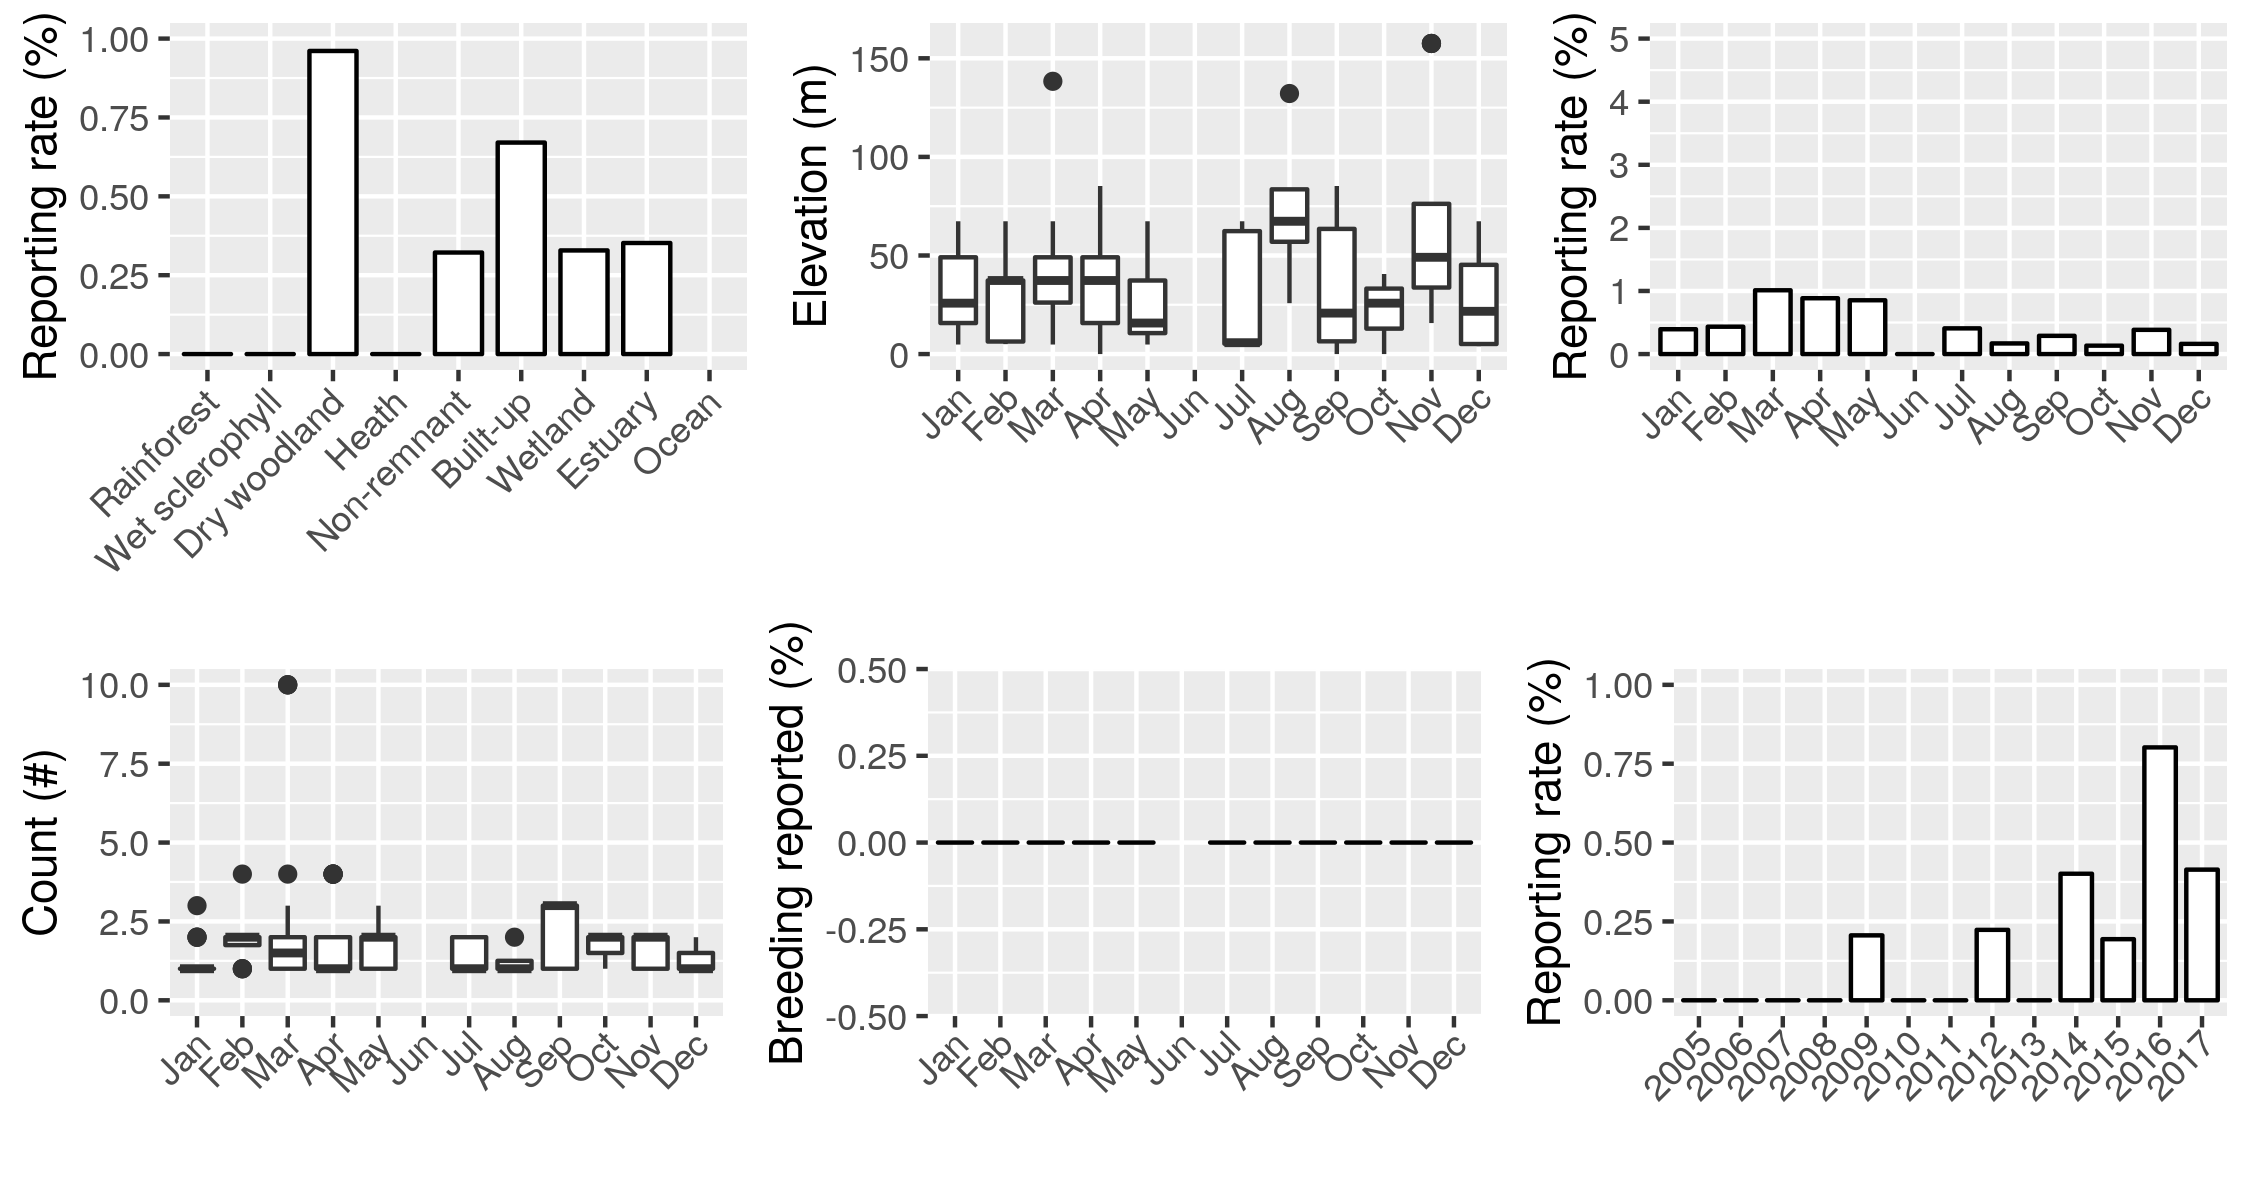 Reporting rate (%)
1.00
0.75
0.50
0.25
0.00
Rainforest
Wet sclerophyll
Dry woodland
Heath
Non-remnant
Built-up
Wetland
Estuary
Ocean
Elevation (m)
150
100
50
0
Jan
Feb
Mar
Apr
May
Jun
Jul
Aug
Sep
Oct
Nov
Dec
Reporting rate (%)
5
4
3
2
1
0
Jan
Feb
Mar
Apr
May
Jun
Jul
Aug
Sep
Oct
Nov
Dec
Count (#)
10.0
7.5
5.0
2.5
0.0
Jan
Feb
Mar
Apr
May
Jun
Jul
Aug
Sep
Oct
Nov
Dec
Breeding reported (%)
0.50
0.25
0.00
-0.25
-0.50
Jan
Feb
Mar
Apr
May
Jun
Jul
Aug
Sep
Oct
Nov
Dec
Reporting rate (%)
1.00
0.75
0.50
0.25
0.00
2005
2006
2007
2008
2009
2010
2011
2012
2013
2014
2015
2016
2017